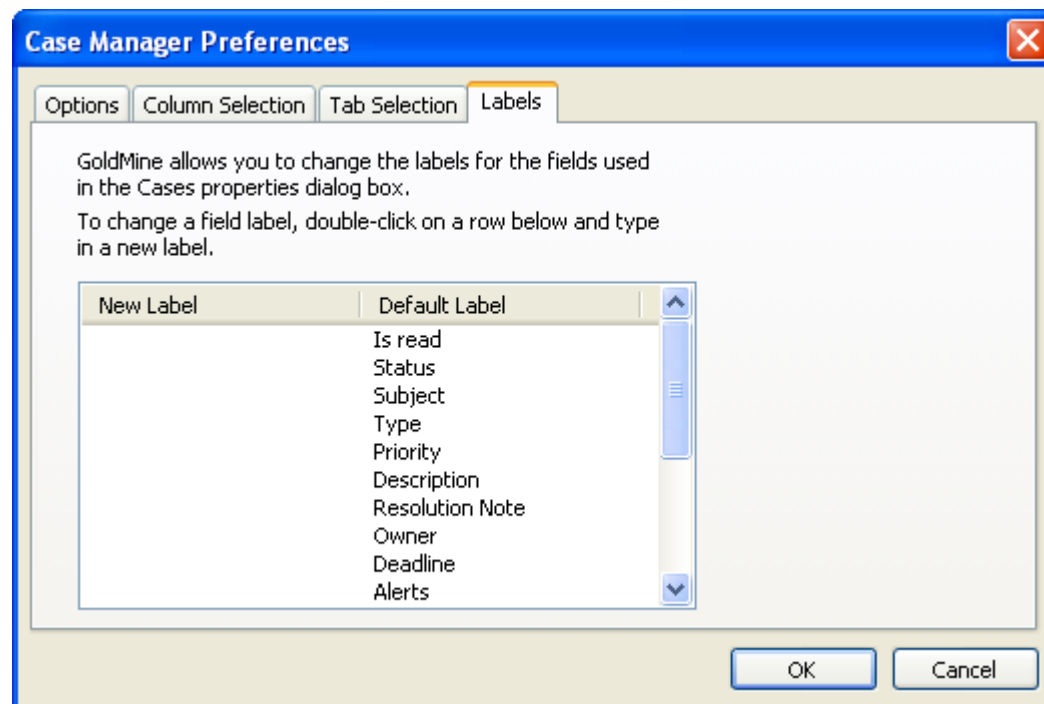 Case Manager Preferences
Options Column Selection Tab Selection Labels
GoldMine allows you to change the labels for the fields used
in the Cases properties dialog box.
To change a field label, double-click on a row below and type
in a new label.
New Label Default Label
Is read
Status
Subject
Type
Priority
Description
Resolution Note
Owner
Deadline
Alerts
OK Cancel